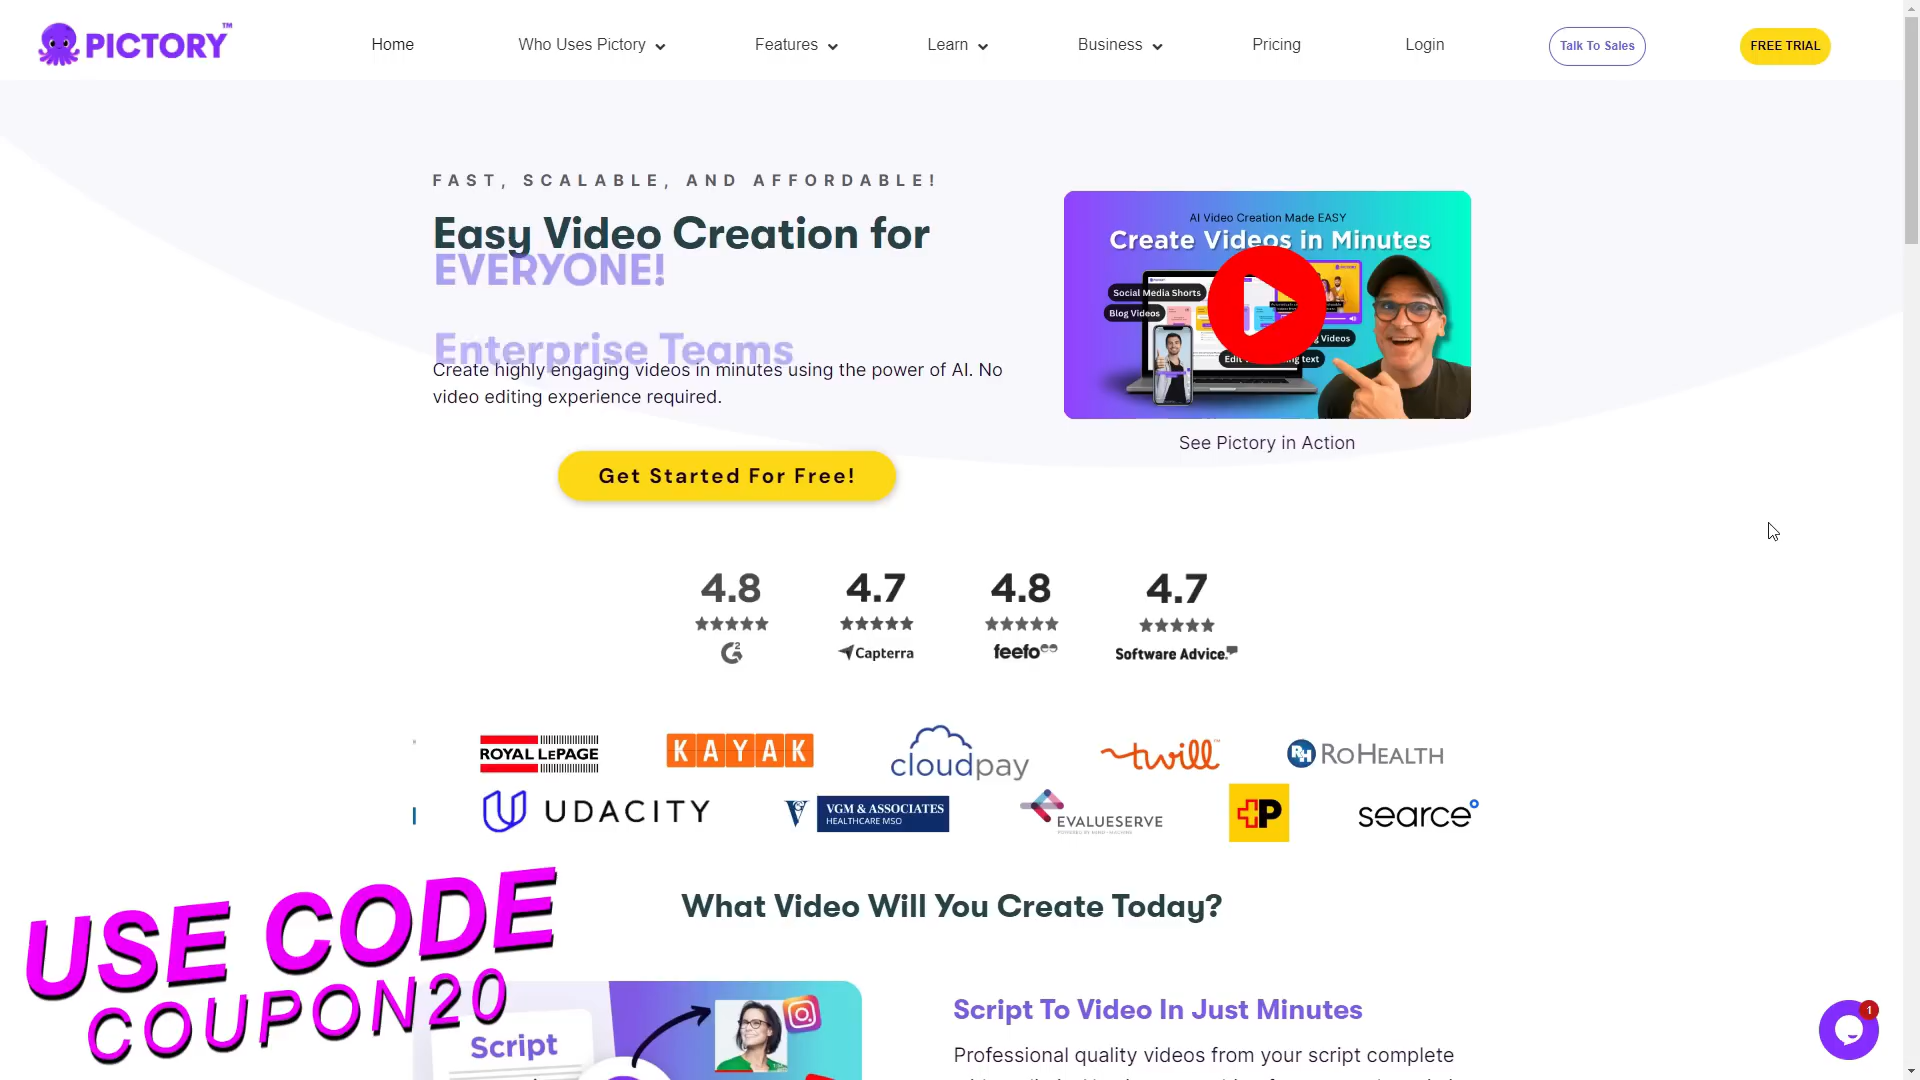 PICTORY™
Home
Who Uses Pictory
Features
Learn
Business
Pricing
Login
Talk To Sales
FREE TRIAL
FAST, SCALABLE, AND AFFORDABLE!
Easy Video Creation for
EVERYONE!
Enterprise Teams
Create highly engaging videos in minutes using the power of AI. No
video editing experience required.
Get Started For Free!
AI Video Creation Made EASY
Create Videos in Minutes
Social Media Shorts
Blog Videos
See Pictory in Action
4.8
4.7
4.8
4.7
G2
Capterra
feefo
Software Advice.
ROYAL LEPAGE
KAYAK
cloudpay
twill
RH ROHEALTH
UDACITY
VGM & ASSOCIATES
HEALTHCARE MSO
EVALUESERVE
P
searce
What Video Will You Create Today?
USE CODE
COUPON20
Script
Script To Video In Just Minutes
Professional quality videos from your script complete
1